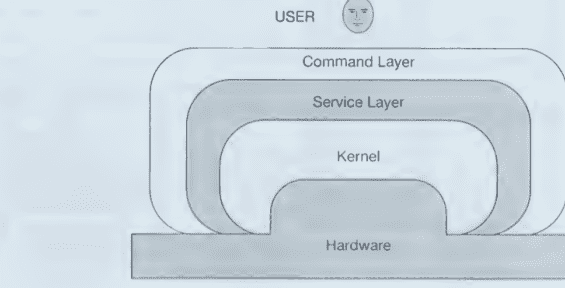 USER
Command Layer
Service Layer
Kernel
Hardware